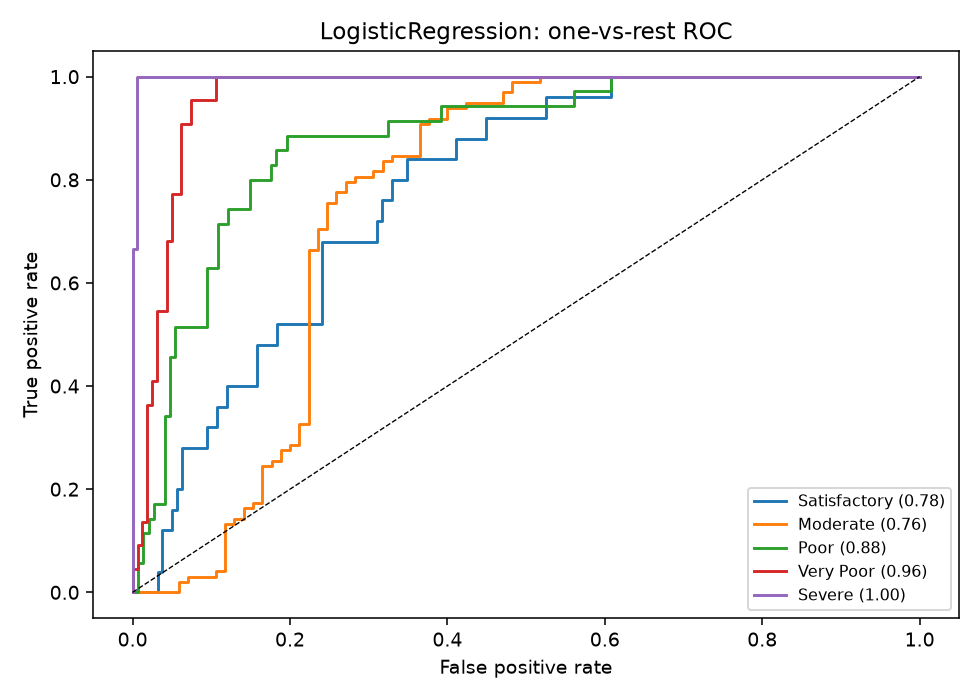 LogisticRegression: one-vs-rest ROC
True positive rate
1.0
0.8
0.6
0.4
0.2
0.0
0.0 0.2 0.4 0.6 0.8 1.0
False positive rate
Satisfactory (0.78)
Moderate (0.76)
Poor (0.88)
Very Poor (0.96)
Severe (1.00)